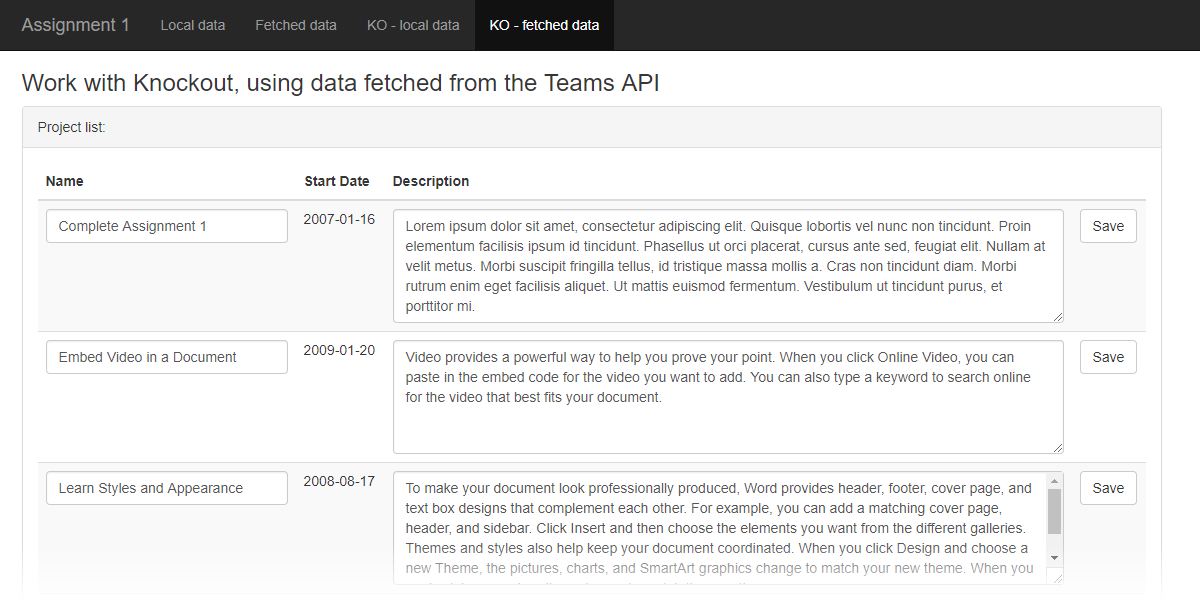 Assignment 1 Local data Fetched data KO - local data KO - fetched data
Work with Knockout, using data fetched from the Teams API
Project list:
Name Start Date Description
Complete Assignment 1 2007-01-16
Lorem ipsum dolor sit amet, consectetur adipiscing elit. Quisque lobortis vel nunc non tincidunt. Proin
elementum facilisis ipsum id tincidunt. Phasellus ut orci placerat, cursus ante sed, feugiat elit. Nullam at
velit metus. Morbi suscipit fringilla tellus, id tristique massa mollis a. Cras non tincidunt diam. Morbi
rutrum enim eget facilisis aliquet. Ut mattis euismod fermentum. Vestibulum ut tincidunt purus, et
porttitor mi.
Save
Embed Video in a Document 2009-01-20
Video provides a powerful way to help you prove your point. When you click Online Video, you can
paste in the embed code for the video you want to add. You can also type a keyword to search online
for the video that best fits your document.
Save
Learn Styles and Appearance 2008-08-17
To make your document look professionally produced, Word provides header, footer, cover page, and
text box designs that complement each other. For example, you can add a matching cover page,
header, and sidebar. Click Insert and then choose the elements you want from the different galleries.
Themes and styles also help keep your document coordinated. When you click Design and choose a
new Theme, the pictures, charts, and SmartArt graphics change to match your new theme. When you
Save